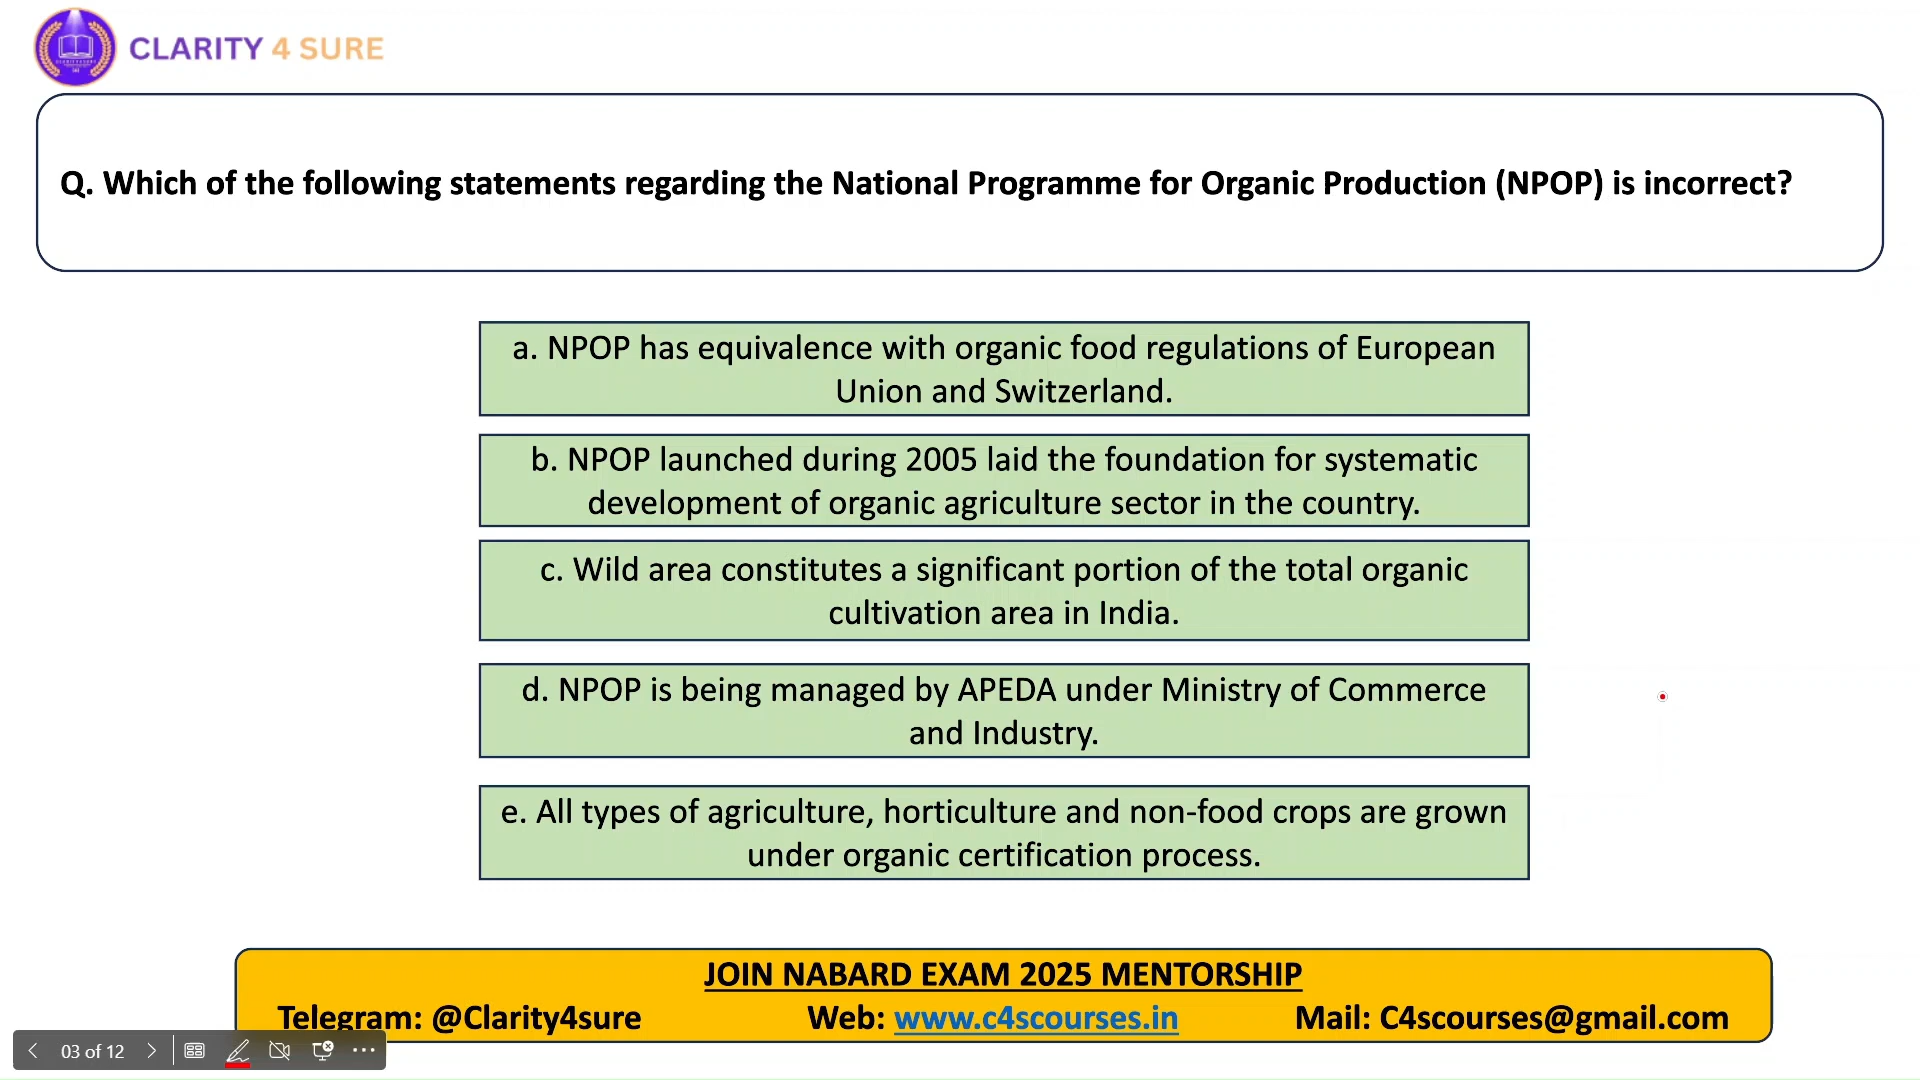 CLARITY 4 SURE
Q. Which of the following statements regarding the National Programme for Organic Production (NPOP) is incorrect?
a. NPOP has equivalence with organic food regulations of European
Union and Switzerland.
b. NPOP launched during 2005 laid the foundation for systematic
development of organic agriculture sector in the country.
c. Wild area constitutes a significant portion of the total organic
cultivation area in India.
d. NPOP is being managed by APEDA under Ministry of Commerce
and Industry.
e. All types of agriculture, horticulture and non-food crops are grown
under organic certification process.
JOIN NABARD EXAM 2025 MENTORSHIP
Telegram: @Clarity4sure Web: www.c4scourses.in Mail: C4scourses@gmail.com
03 of 12